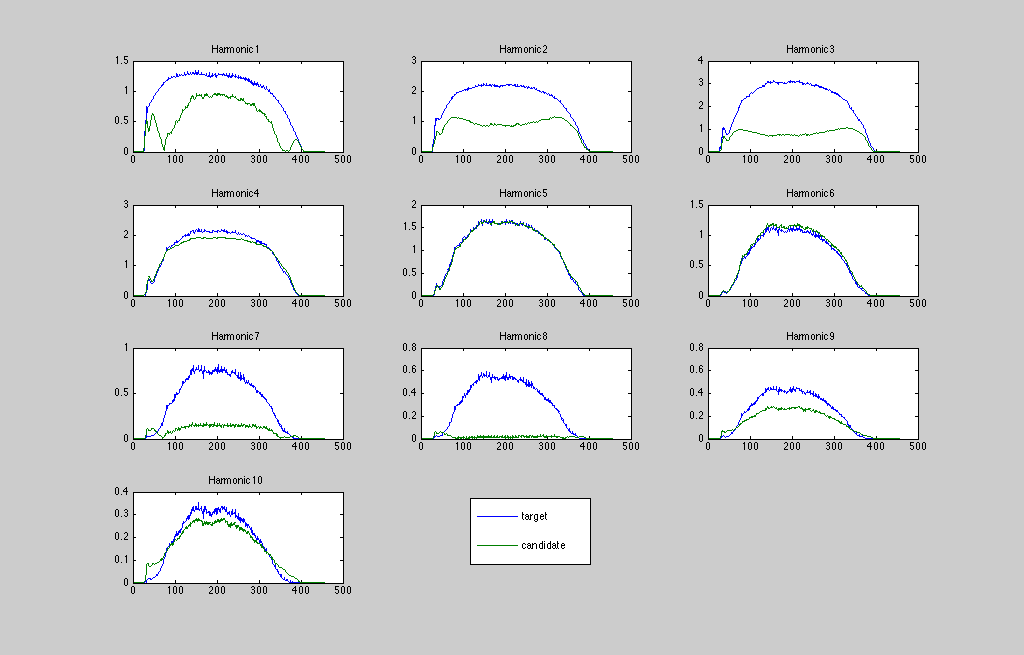 Harmonic1 Harmonic2 Harmonic3
1.5 3 4
1 2 3
0.5 1 2
0 0 1
0
0 100 200 300 400 500 0 100 200 300 400 500 0 100 200 300 400 500
Harmonic4 Harmonic5 Harmonic6
3 2 1.5
2 1.5 1
1 1 0.5
0 0.5 0
0
0 100 200 300 400 500 0 100 200 300 400 500 0 100 200 300 400 500
Harmonic7 Harmonic8 Harmonic9
1 0.8 0.8
0.5 0.6 0.6
0 0.4 0.4
0.2 0.2
0 0
0 100 200 300 400 500 0 100 200 300 400 500 0 100 200 300 400 500
Harmonic10
0.4
0.3
0.2
0.1
0
0 100 200 300 400 500
target
candidate